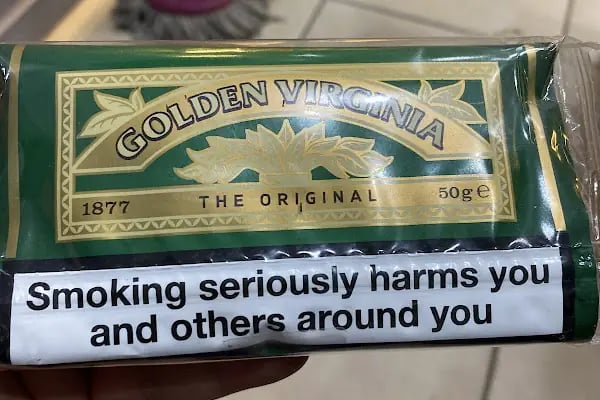 GOLDEN VIRGINIA
1877 THE ORIGINAL 50g℮
Smoking seriously harms you
and others around you